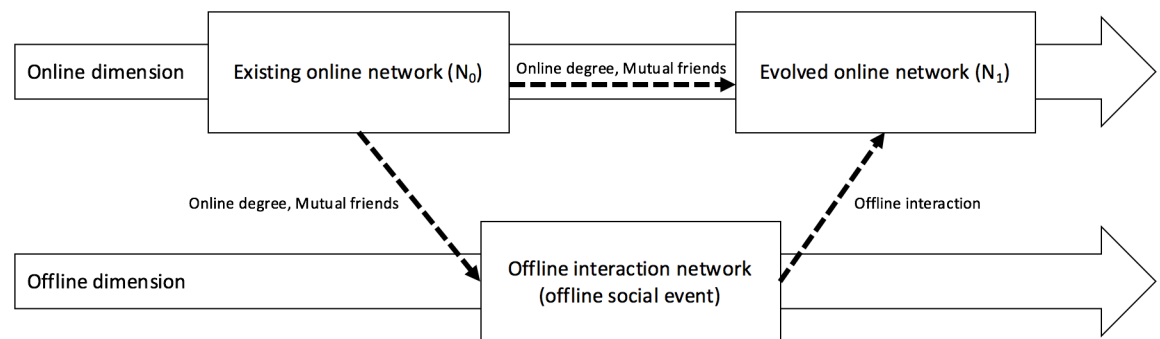 Online dimension
Existing online network (N₀)
Online degree, Mutual friends
Evolved online network (N₁)
Online degree, Mutual friends
Offline interaction
Offline dimension
Offline interaction network
(offline social event)